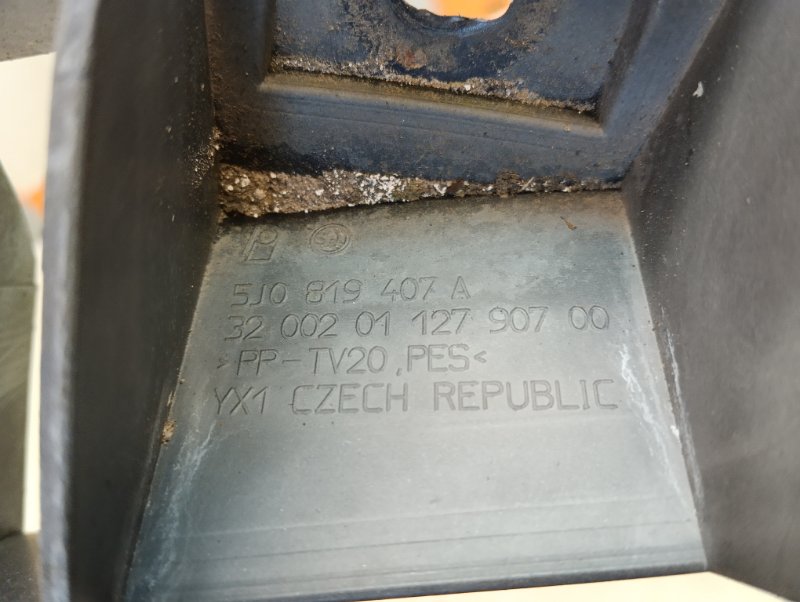 5J0 819 407 A
32 002 01 127 907 00
>PP-TV20,PES<
YX1 CZECH REPUBLIC